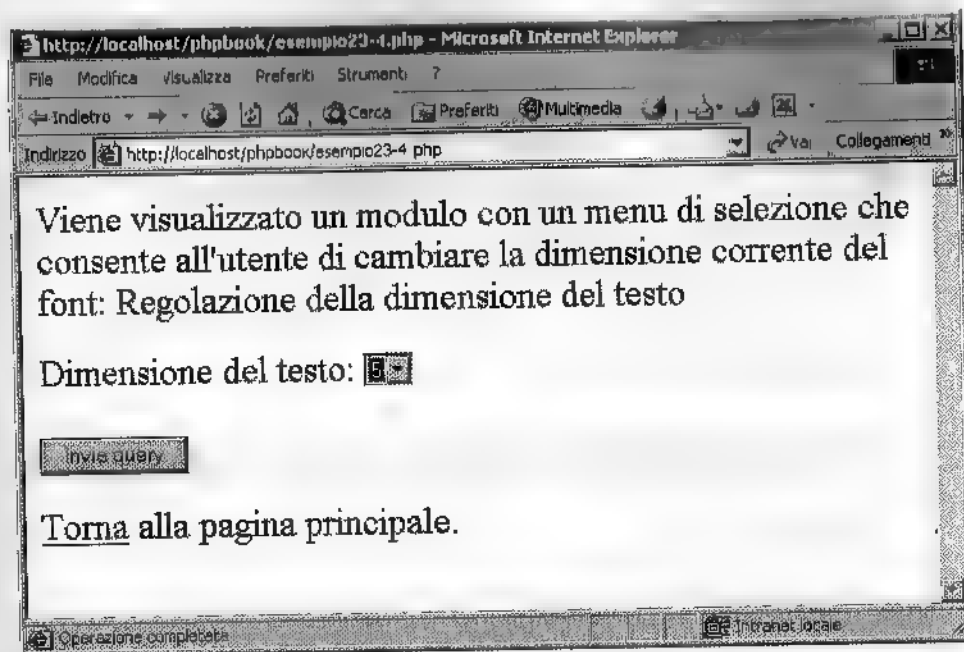 http://localhost/phpbook/esempio23-4.php - Microsoft Internet Explorer
File Modifica Visualizza Preferiti Strumenti ?
Indietro Cerca Preferiti Multimedia
Indirizzo http://localhost/phpbook/esempio23-4.php Vai Collegamenti »
Viene visualizzato un modulo con un menu di selezione che
consente all'utente di cambiare la dimensione corrente del
font: Regolazione della dimensione del testo
Dimensione del testo:
Invia query
Torna alla pagina principale.
Operazione completata Intranet locale